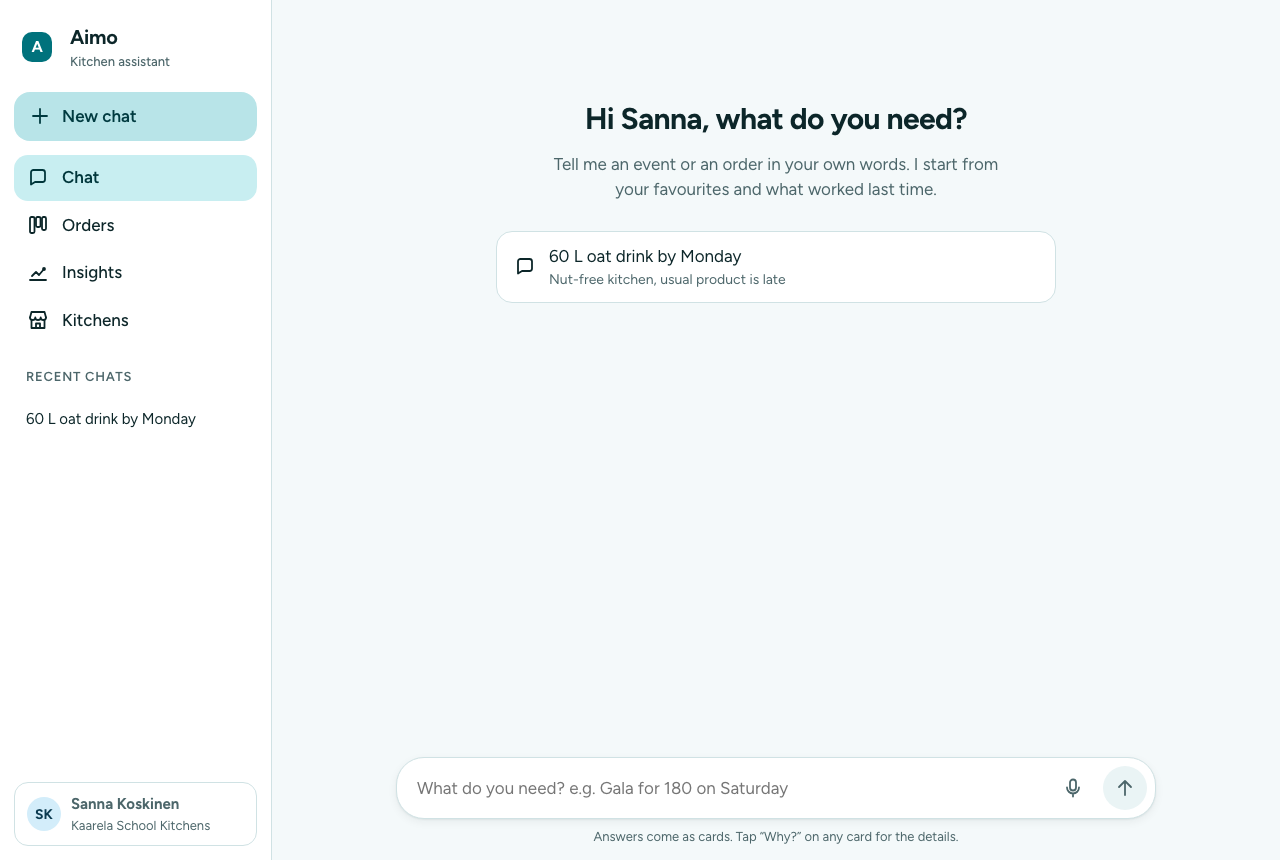 A
Aimo
Kitchen assistant
New chat
Chat
Orders
Insights
Kitchens
RECENT CHATS
60 L oat drink by Monday
SK
Sanna Koskinen
Kaarela School Kitchens
Hi Sanna, what do you need?
Tell me an event or an order in your own words. I start from
your favourites and what worked last time.
60 L oat drink by Monday
Nut-free kitchen, usual product is late
What do you need? e.g. Gala for 180 on Saturday
Answers come as cards. Tap “Why?” on any card for the details.